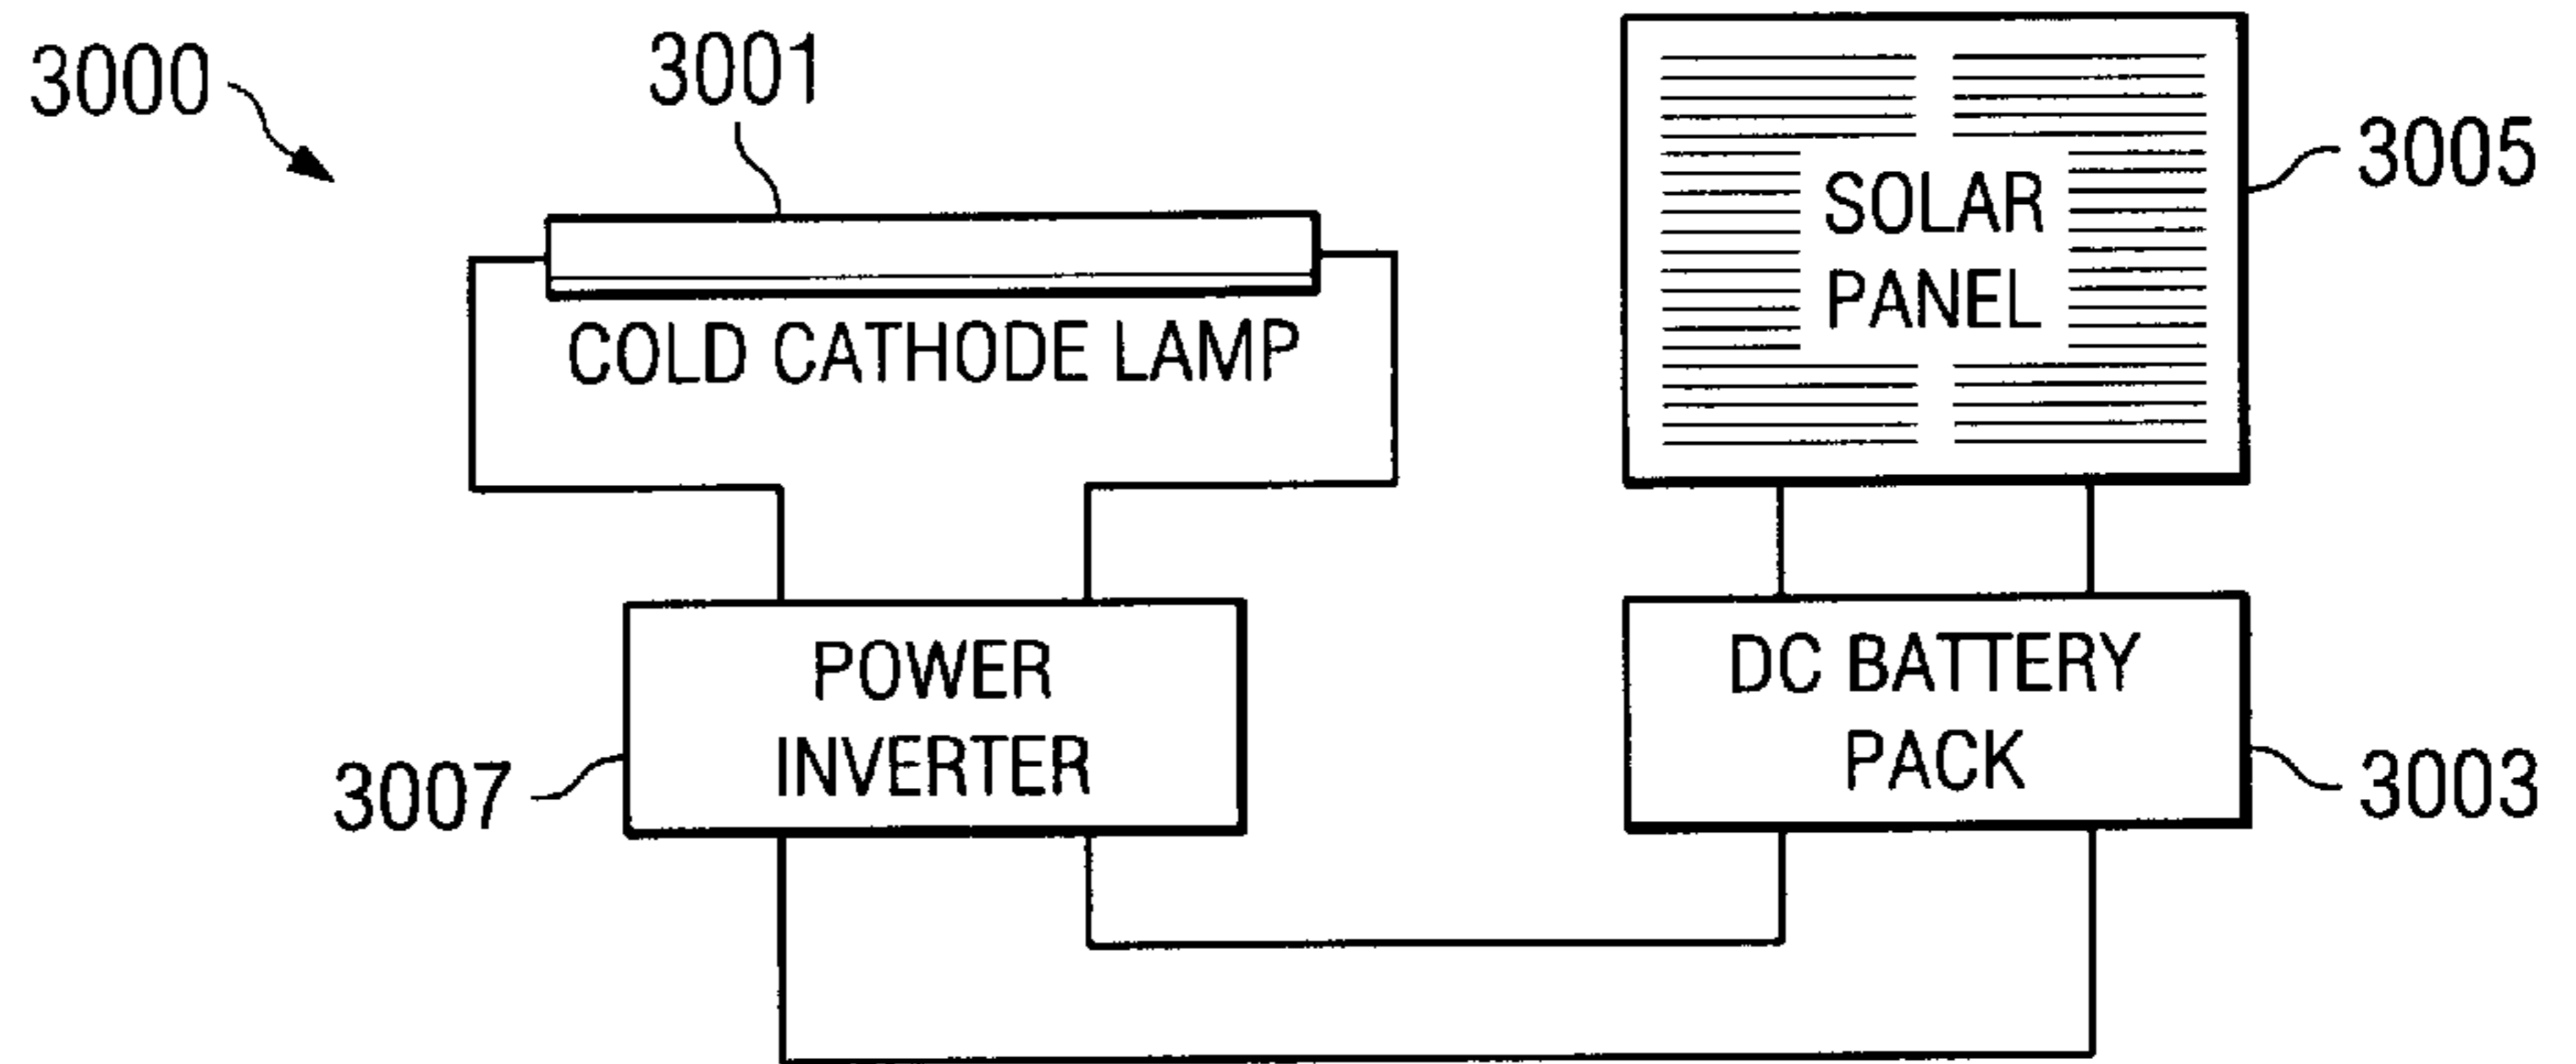 3000
3001
COLD CATHODE LAMP
SOLAR
PANEL
3005
POWER
INVERTER
3007
DC BATTERY
PACK
3003